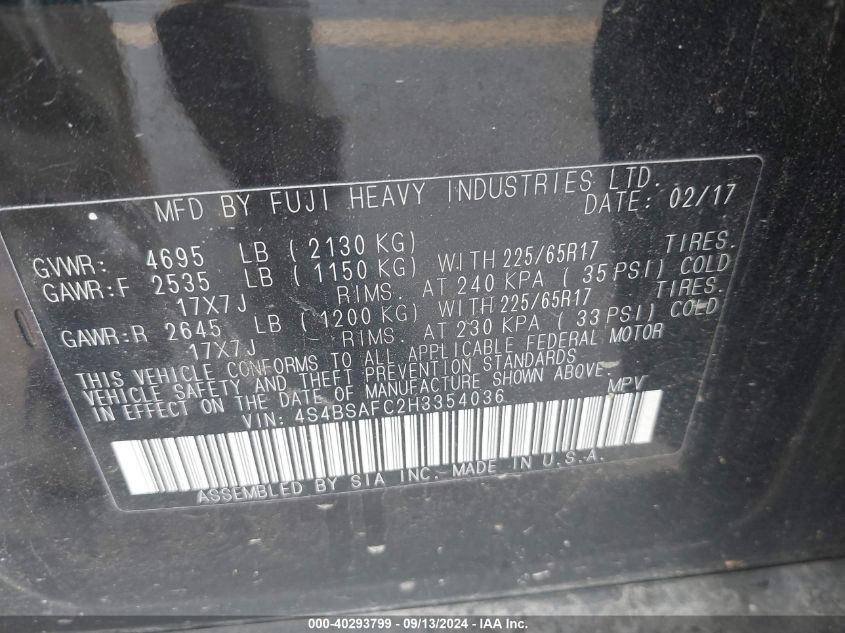 MFD BY FUJI HEAVY INDUSTRIES LTD.
DATE: 02/17
GVWR: 4695 LB (2130 KG)
GAWR:F 2535 LB (1150 KG) WITH 225/65R17 TIRES.
17X7J RIMS. AT 240 KPA (35 PSI) COLD
GAWR:R 2645 LB (1200 KG) WITH 225/65R17 TIRES.
17X7J RIMS. AT 230 KPA (33 PSI) COLD
THIS VEHICLE CONFORMS TO ALL APPLICABLE FEDERAL MOTOR
VEHICLE SAFETY AND THEFT PREVENTION STANDARDS
IN EFFECT ON THE DATE OF MANUFACTURE SHOWN ABOVE.
VIN: 4S4BSAFC2H3354036 MPV
ASSEMBLED BY SIA INC. MADE IN U.S.A.
000-40293799 - 09/13/2024 - IAA Inc.